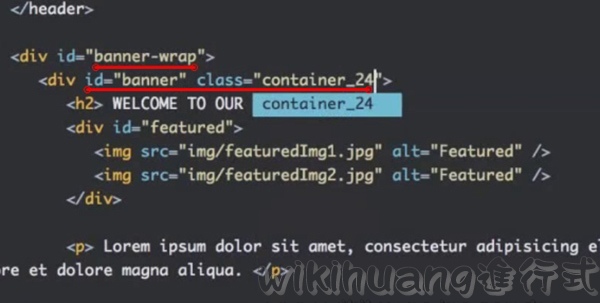 </header>
<div id="banner-wrap">
<div id="banner" class="container_24">
<h2> WELCOME TO OUR
container_24
<div id="featured">
<img src="img/featuredImg1.jpg" alt="Featured" />
<img src="img/featuredImg2.jpg" alt="Featured" />
</div>
<p> Lorem ipsum dolor sit amet, consectetur adipisicing el
ore et dolore magna aliqua. </p>
wikihuang進行式